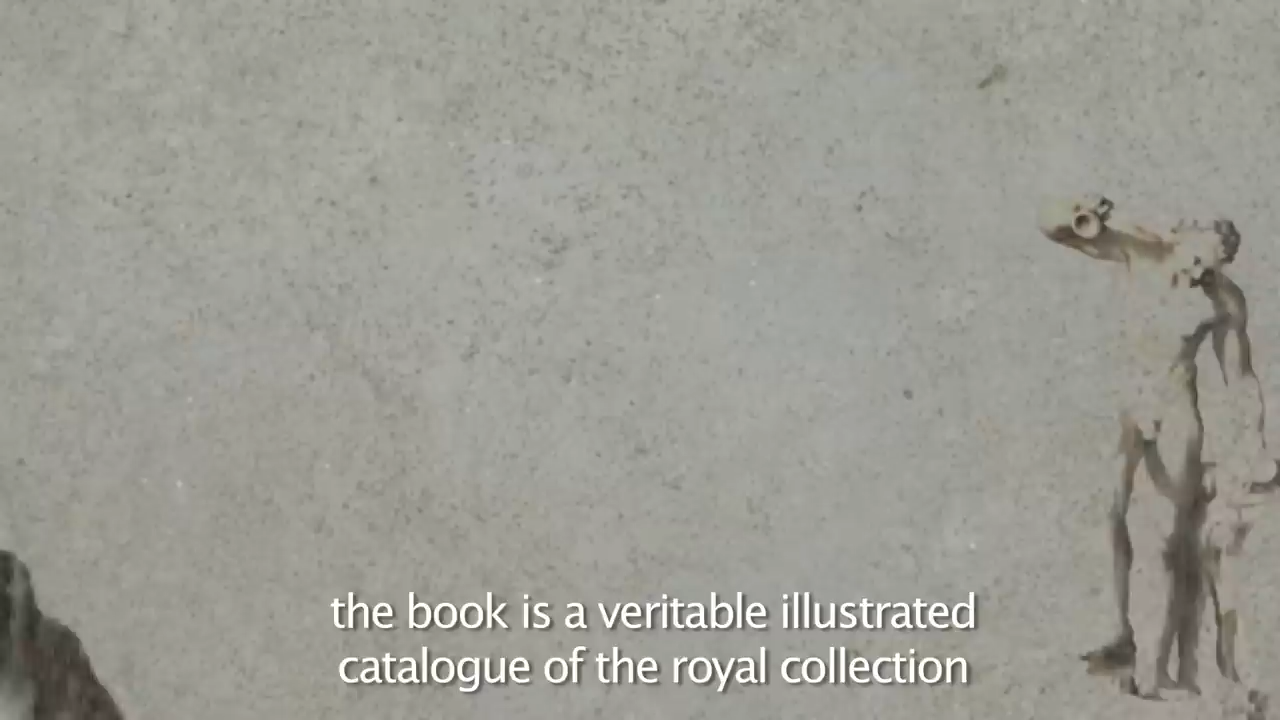 the book is a veritable illustrated
catalogue of the royal collection